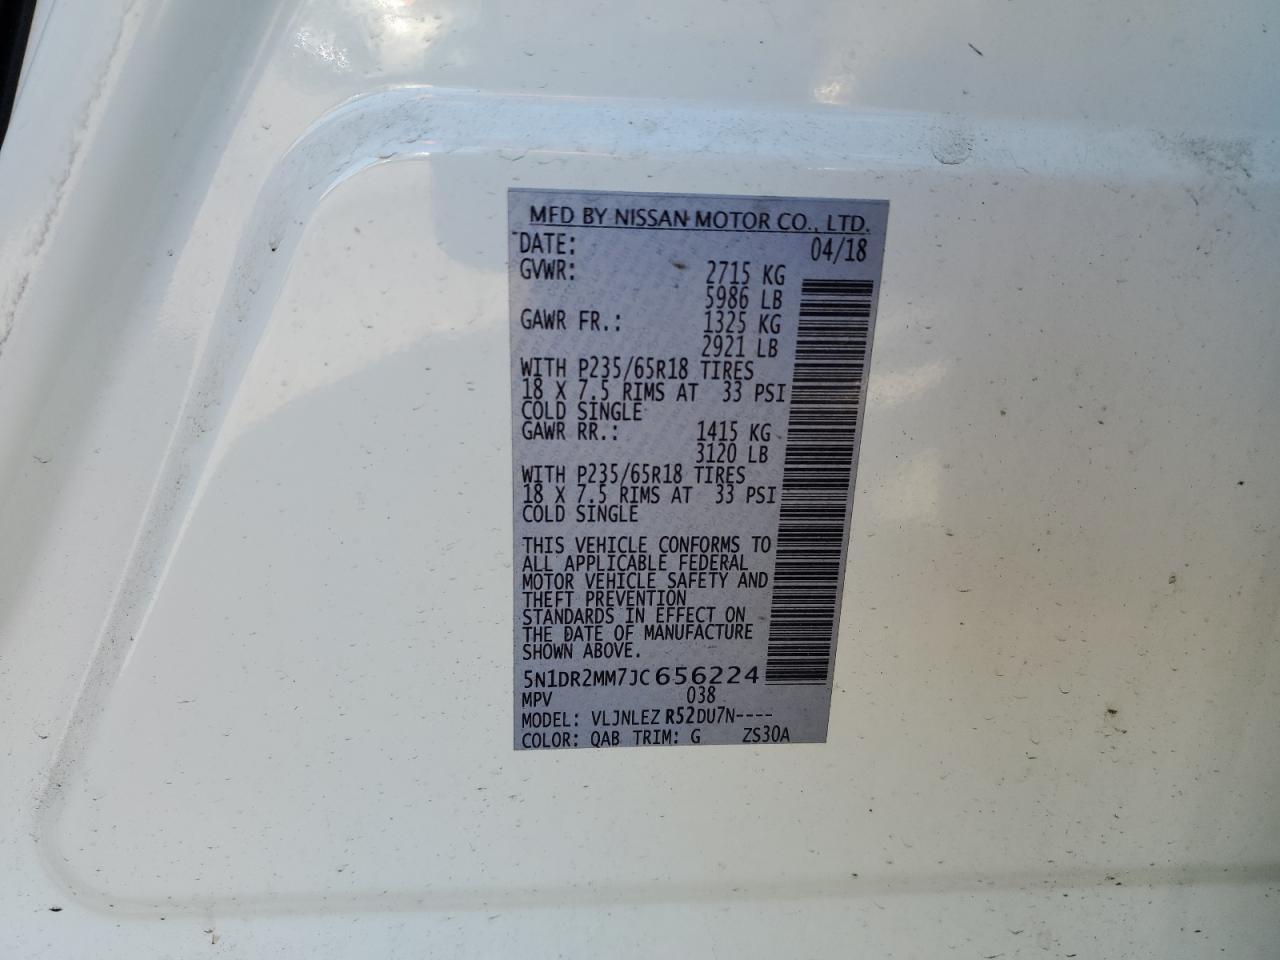 MFD BY NISSAN MOTOR CO., LTD.
DATE: 04/18
GVWR: 2715 KG
5986 LB
GAWR FR.: 1325 KG
2921 LB
WITH P235/65R18 TIRES
18 X 7.5 RIMS AT 33 PSI
COLD SINGLE
GAWR RR.: 1415 KG
3120 LB
WITH P235/65R18 TIRES
18 X 7.5 RIMS AT 33 PSI
COLD SINGLE
THIS VEHICLE CONFORMS TO
ALL APPLICABLE FEDERAL
MOTOR VEHICLE SAFETY AND
THEFT PREVENTION
STANDARDS IN EFFECT ON
THE DATE OF MANUFACTURE
SHOWN ABOVE.
5N1DR2MM7JC656224
MPV 038
MODEL: VLJNLEZ R52DU7N----
COLOR: QAB TRIM: G ZS30A